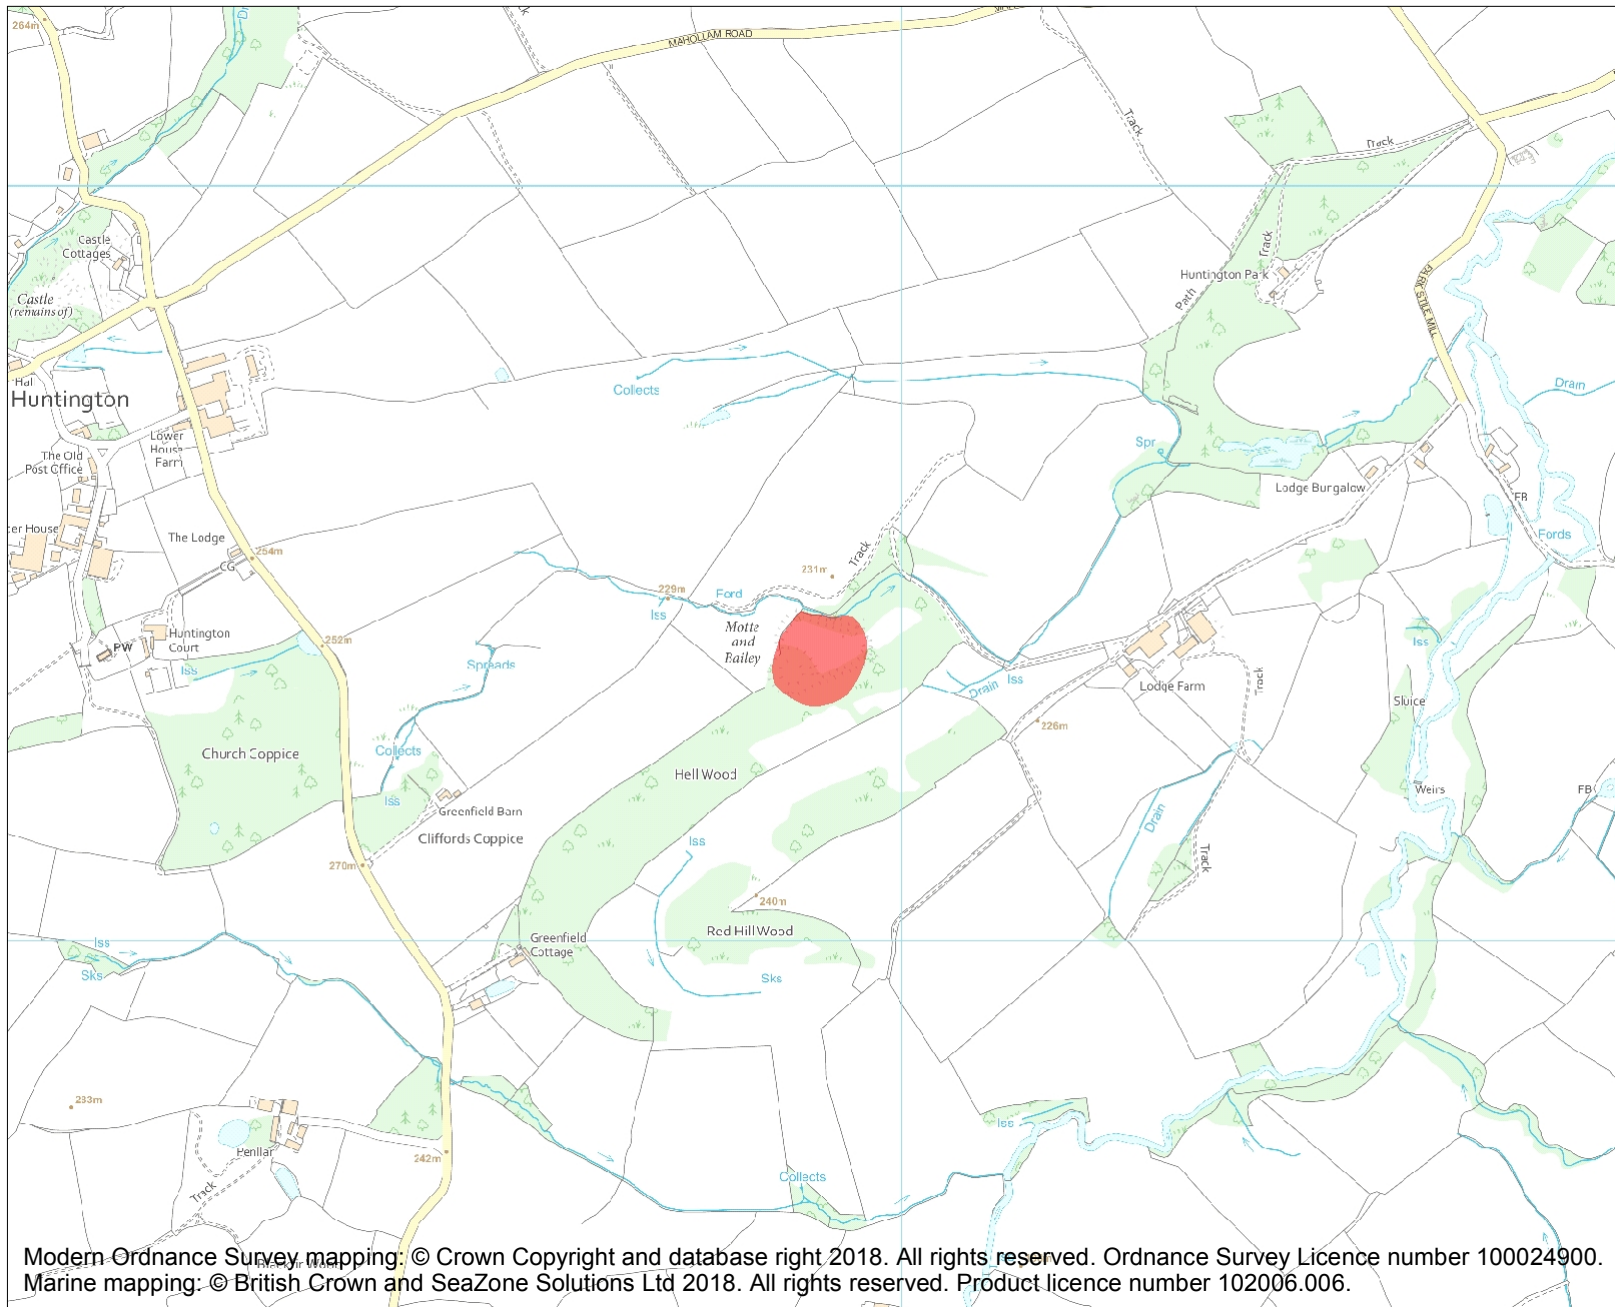 264m
MAHOLLAM ROAD
Track
Track
Castle
Cottages
Track
Huntington Park
Path
PARK STILE MILL
Castle
(remains of)
Collects
Drain
Huntington
Lower
House
Farm
The Old
Post Office
Spr
Lodge Bungalow
FB
Fords
The Lodge
254m
CG
Track
231m
229m
Ford
Iss
Motte
and
Bailey
Huntington
Court
PW
252m
Iss
Spreads
Iss
Drain
Iss
Lodge Farm
Track
Sluice
226m
Church Coppice
Collects
Hell Wood
Iss
Greenfield Barn
Cliffords Coppice
Weirs
FB
Drain
Iss
Track
270m
240m
Red Hill Wood
Greenfield
Cottage
Iss
Sks
Sks
283m
Iss
Penllan
242m
Track
Collects
Modern Ordnance Survey mapping: © Crown Copyright and database right 2018. All rights reserved. Ordnance Survey Licence number 100024900.
Marine mapping: © British Crown and SeaZone Solutions Ltd 2018. All rights reserved. Product licence number 102006.006.